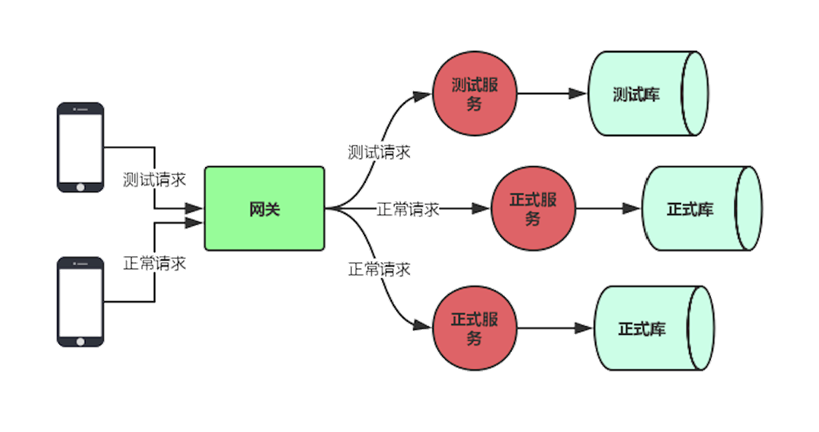 测试服
务
测试库
测试请求
测试请求
网关
正常请求
正式服
务
正式库
正常请求
正常请求
正式服
务
正式库